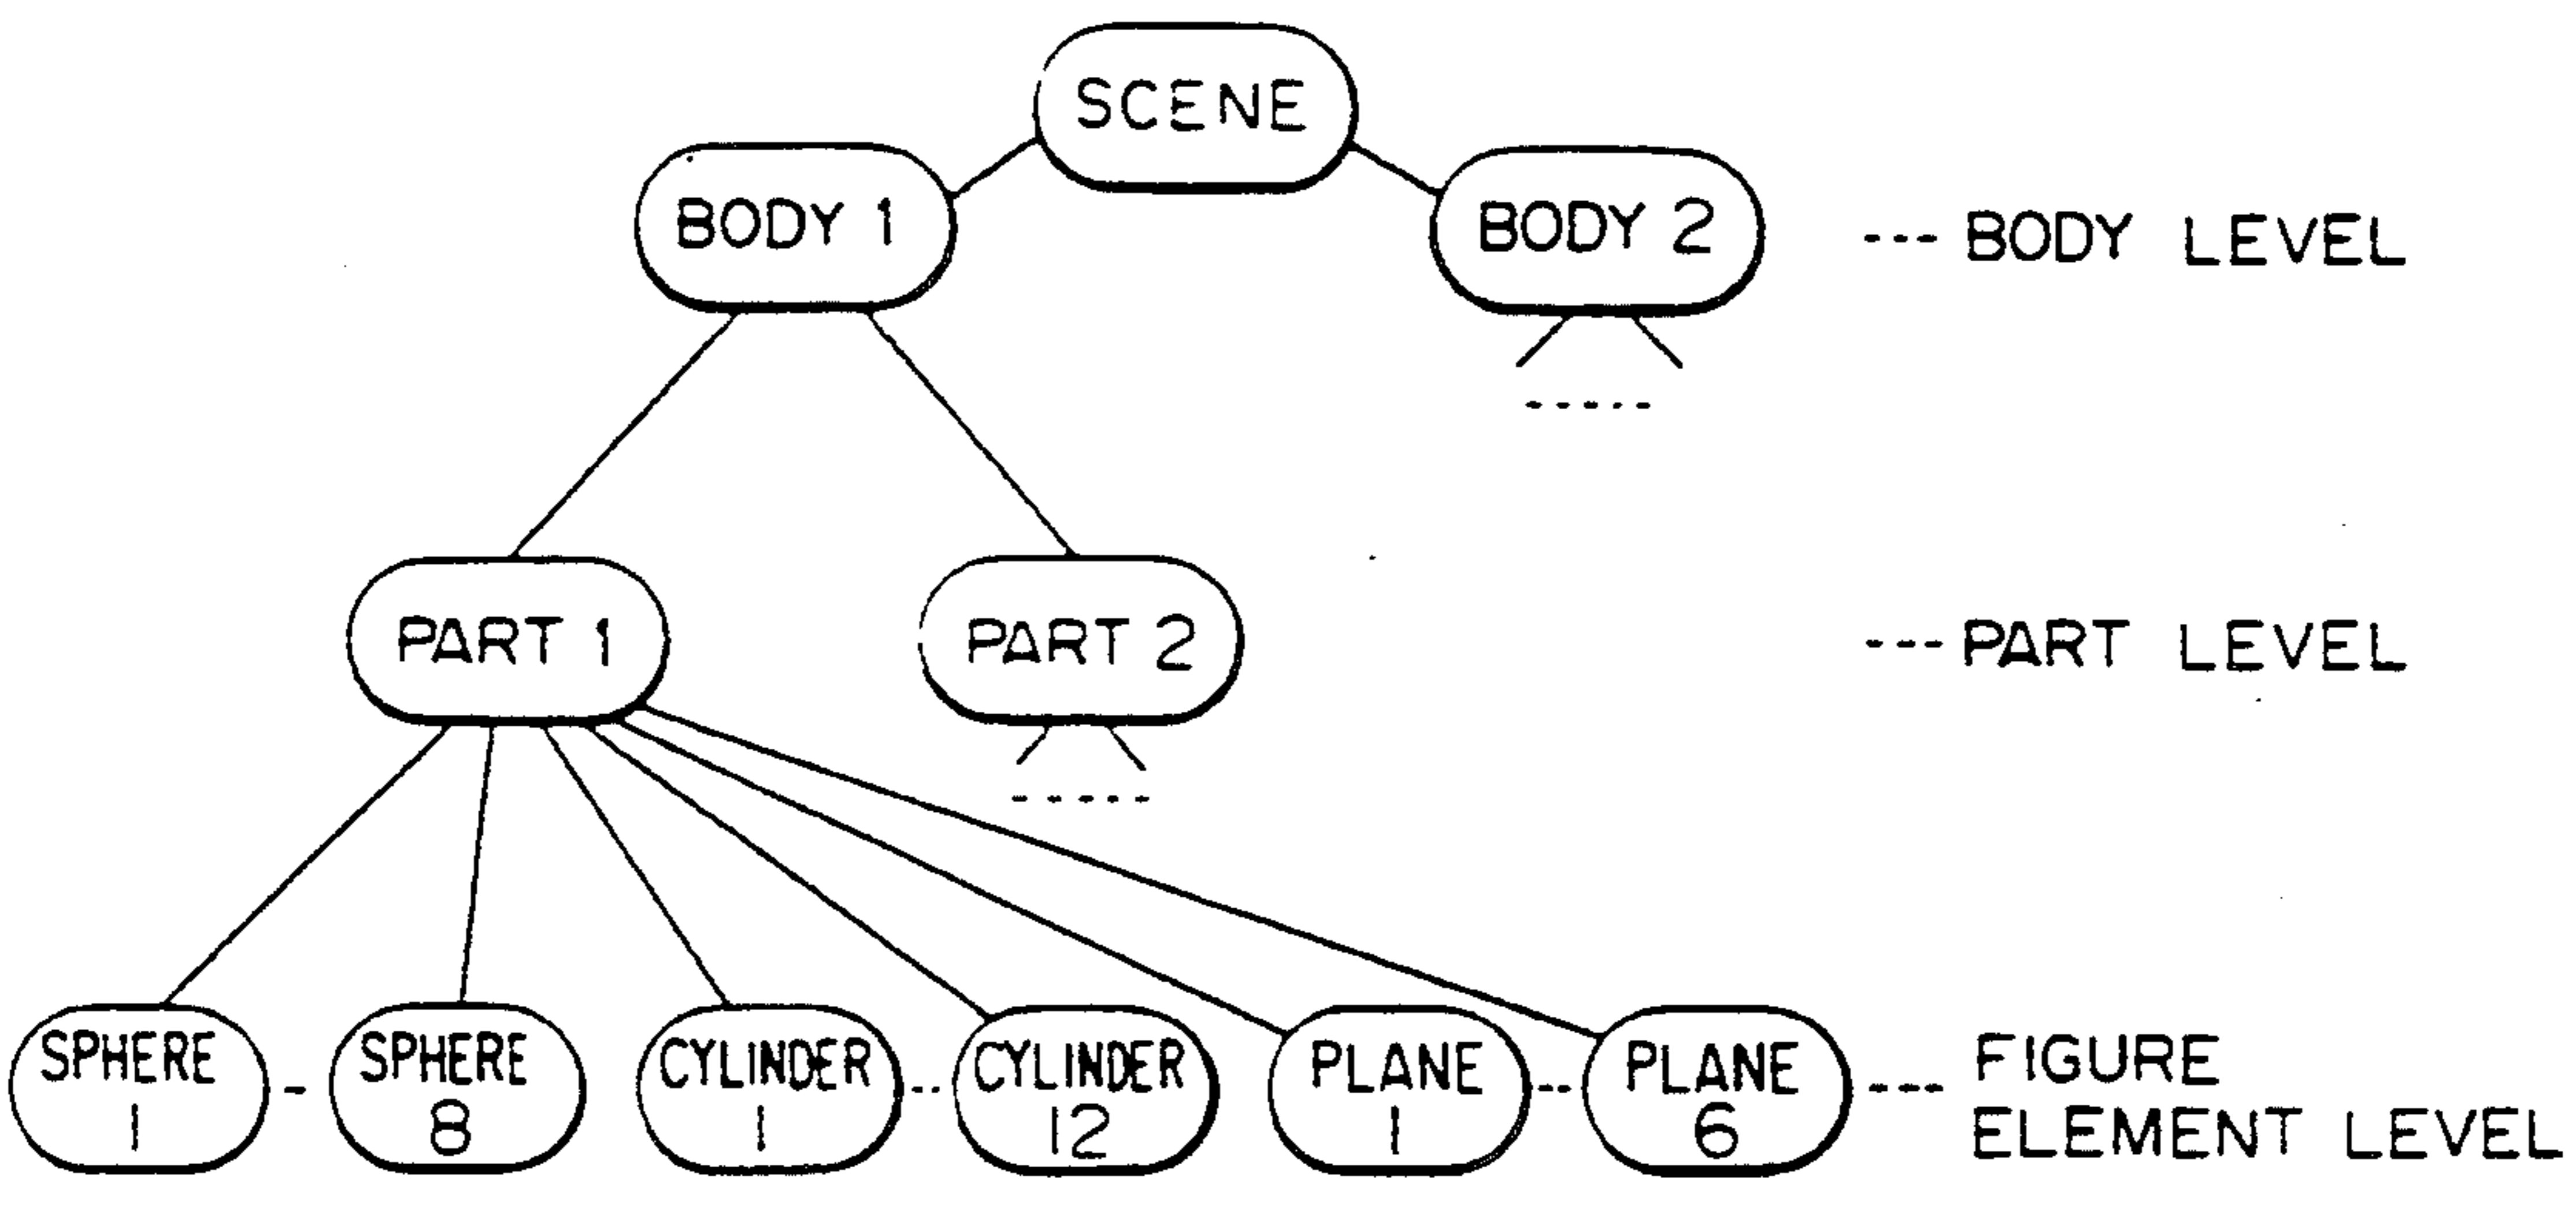 SCENE
BODY 1
BODY 2
--- BODY LEVEL
PART 1
PART 2
--- PART LEVEL
SPHERE
1
SPHERE
8
CYLINDER
1
CYLINDER
12
PLANE
1
PLANE
6
--- FIGURE
ELEMENT LEVEL